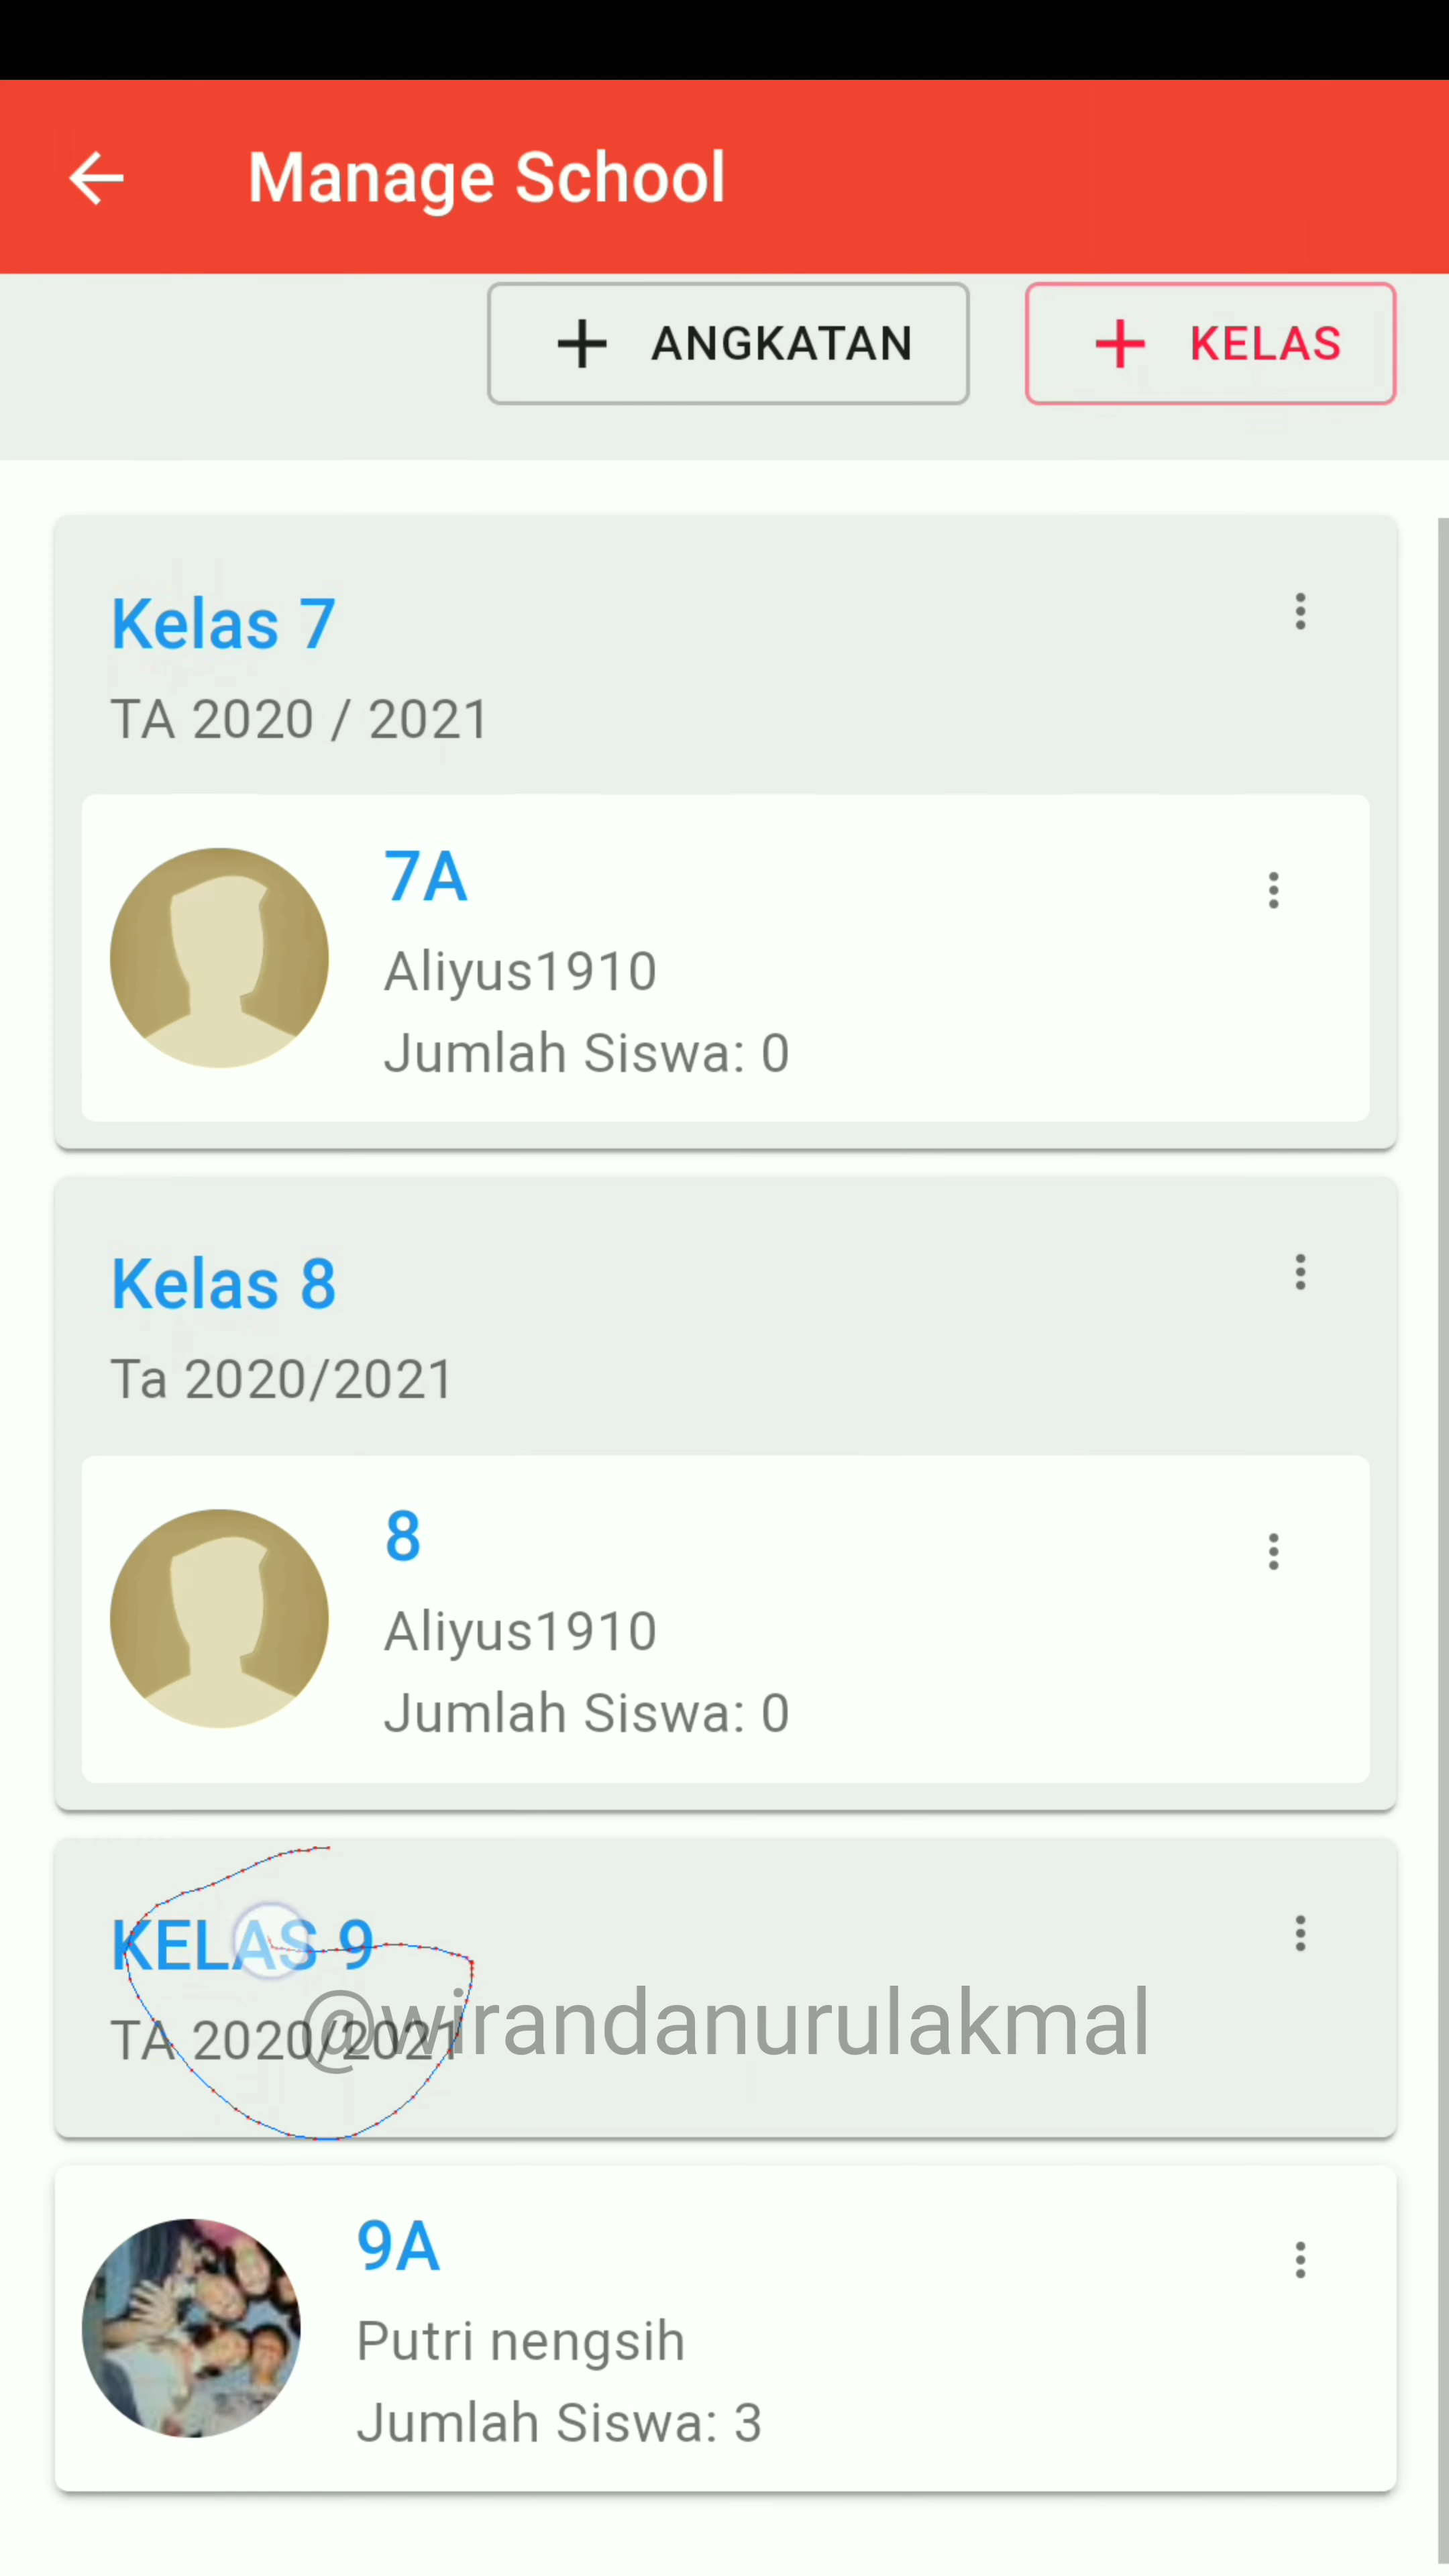 Manage School
+ ANGKATAN
+ KELAS
Kelas 7
TA 2020 / 2021
7A
Aliyus1910
Jumlah Siswa: 0
Kelas 8
Ta 2020/2021
8
Aliyus1910
Jumlah Siswa: 0
KELAS 9
TA 2020/2021
@wirandanurulakmal
9A
Putri nengsih
Jumlah Siswa: 3